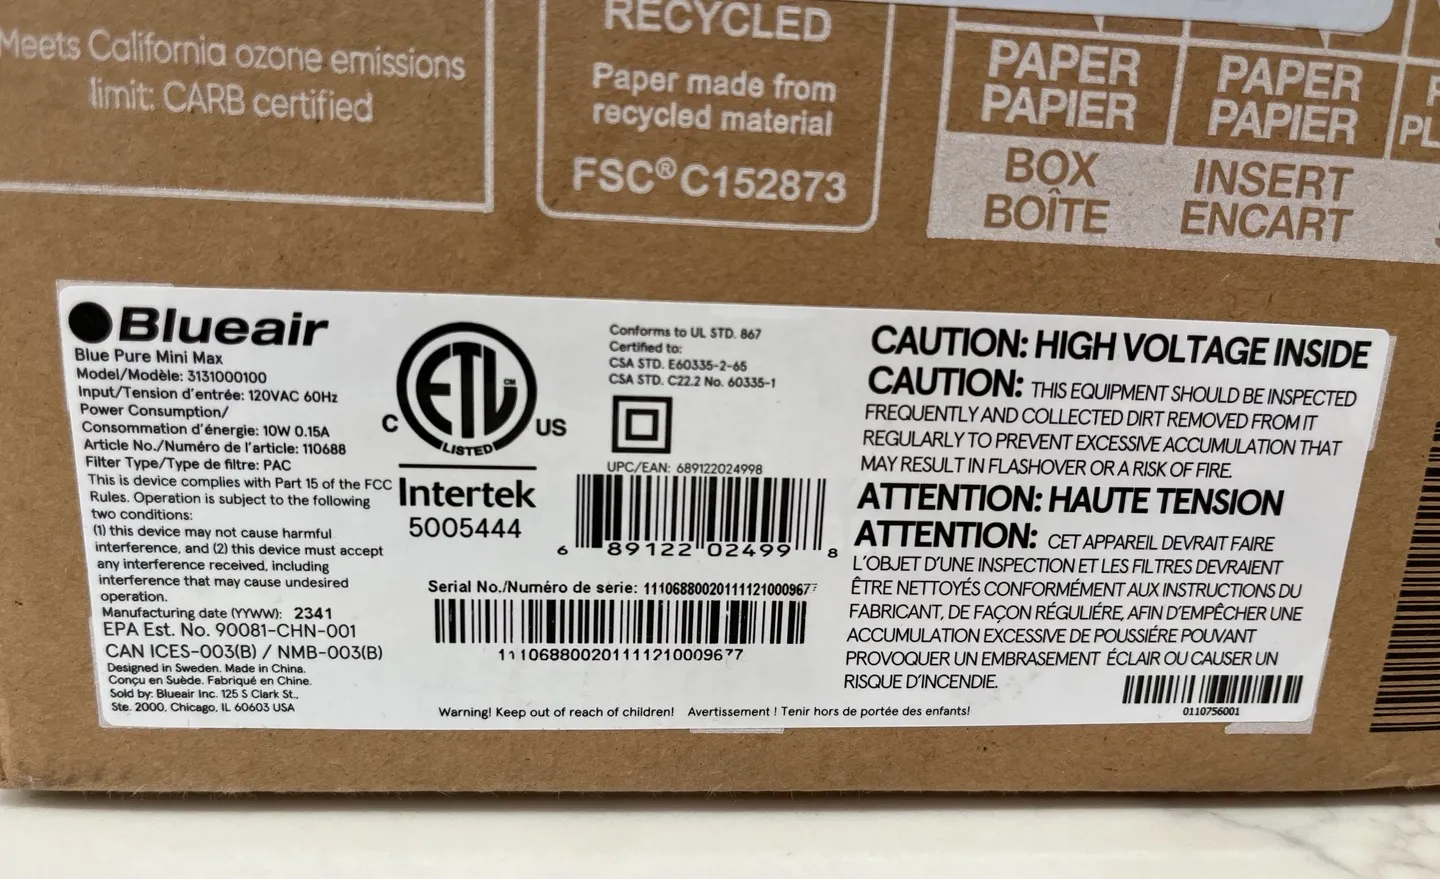 Meets California ozone emissions
limit: CARB certified
RECYCLED
Paper made from
recycled material
FSC® C152873
PAPER
PAPIER
BOX
BOÎTE
PAPER
PAPIER
INSERT
ENCART
PL
Blueair
Blue Pure Mini Max
Model/Modèle: 3131000100
Input/Tension d'entrée: 120VAC 60Hz
Power Consumption/
Consommation d'énergie: 10W 0.15A
Article No./Numéro de l'article: 110688
Filter Type/Type de filtre: PAC
This device complies with Part 15 of the FCC
Rules. Operation is subject to the following
two conditions:
(1) this device may not cause harmful
interference, and (2) this device must accept
any interference received, including
interference that may cause undesired
operation.
Manufacturing date (YYWW): 2341
EPA Est. No. 90081-CHN-001
CAN ICES-003(B) / NMB-003(B)
Designed in Sweden. Made in China.
Conçu en Suède. Fabriqué en Chine.
Sold by: Blueair Inc. 125 S Clark St.,
Ste. 2000, Chicago, IL 60603 USA
C ETL CM US
LISTED
Intertek
5005444
Conforms to UL STD. 867
Certified to:
CSA STD. E60335-2-65
CSA STD. C22.2 No. 60335-1
UPC/EAN: 689122024998
6 89122 02499 8
Serial No./Numéro de série: 111068800201111210009677
111068800201111210009677
Warning! Keep out of reach of children! Avertissement ! Tenir hors de portée des enfants!
CAUTION: HIGH VOLTAGE INSIDE
CAUTION: THIS EQUIPMENT SHOULD BE INSPECTED
FREQUENTLY AND COLLECTED DIRT REMOVED FROM IT
REGULARLY TO PREVENT EXCESSIVE ACCUMULATION THAT
MAY RESULT IN FLASHOVER OR A RISK OF FIRE.
ATTENTION: HAUTE TENSION
ATTENTION: CET APPAREIL DEVRAIT FAIRE
L'OBJET D'UNE INSPECTION ET LES FILTRES DEVRAIENT
ÊTRE NETTOYÉS CONFORMÉMENT AUX INSTRUCTIONS DU
FABRICANT, DE FAÇON RÉGULIÉRE, AFIN D'EMPÊCHER UNE
ACCUMULATION EXCESSIVE DE POUSSIÉRE POUVANT
PROVOQUER UN EMBRASEMENT ÉCLAIR OU CAUSER UN
RISQUE D'INCENDIE.
0110756001